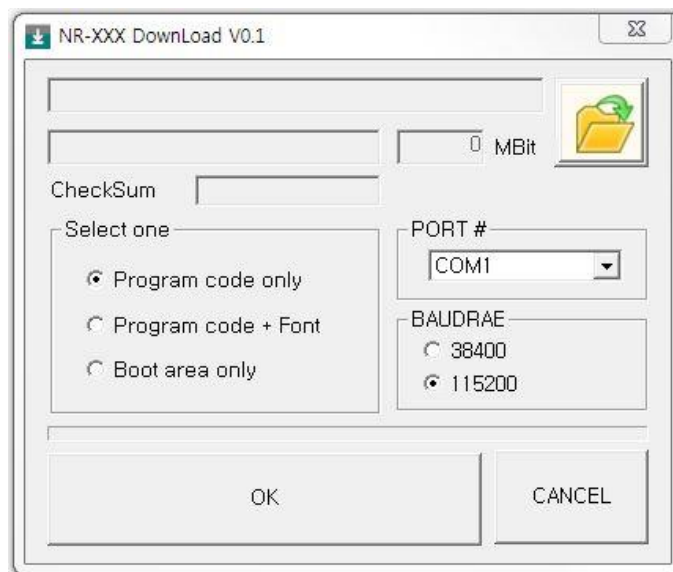 NR-XXX DownLoad V0.1
0 MBit
CheckSum
Select one
Program code only
Program code + Font
Boot area only
PORT #
COM1
BAUDRAE
38400
115200
OK
CANCEL